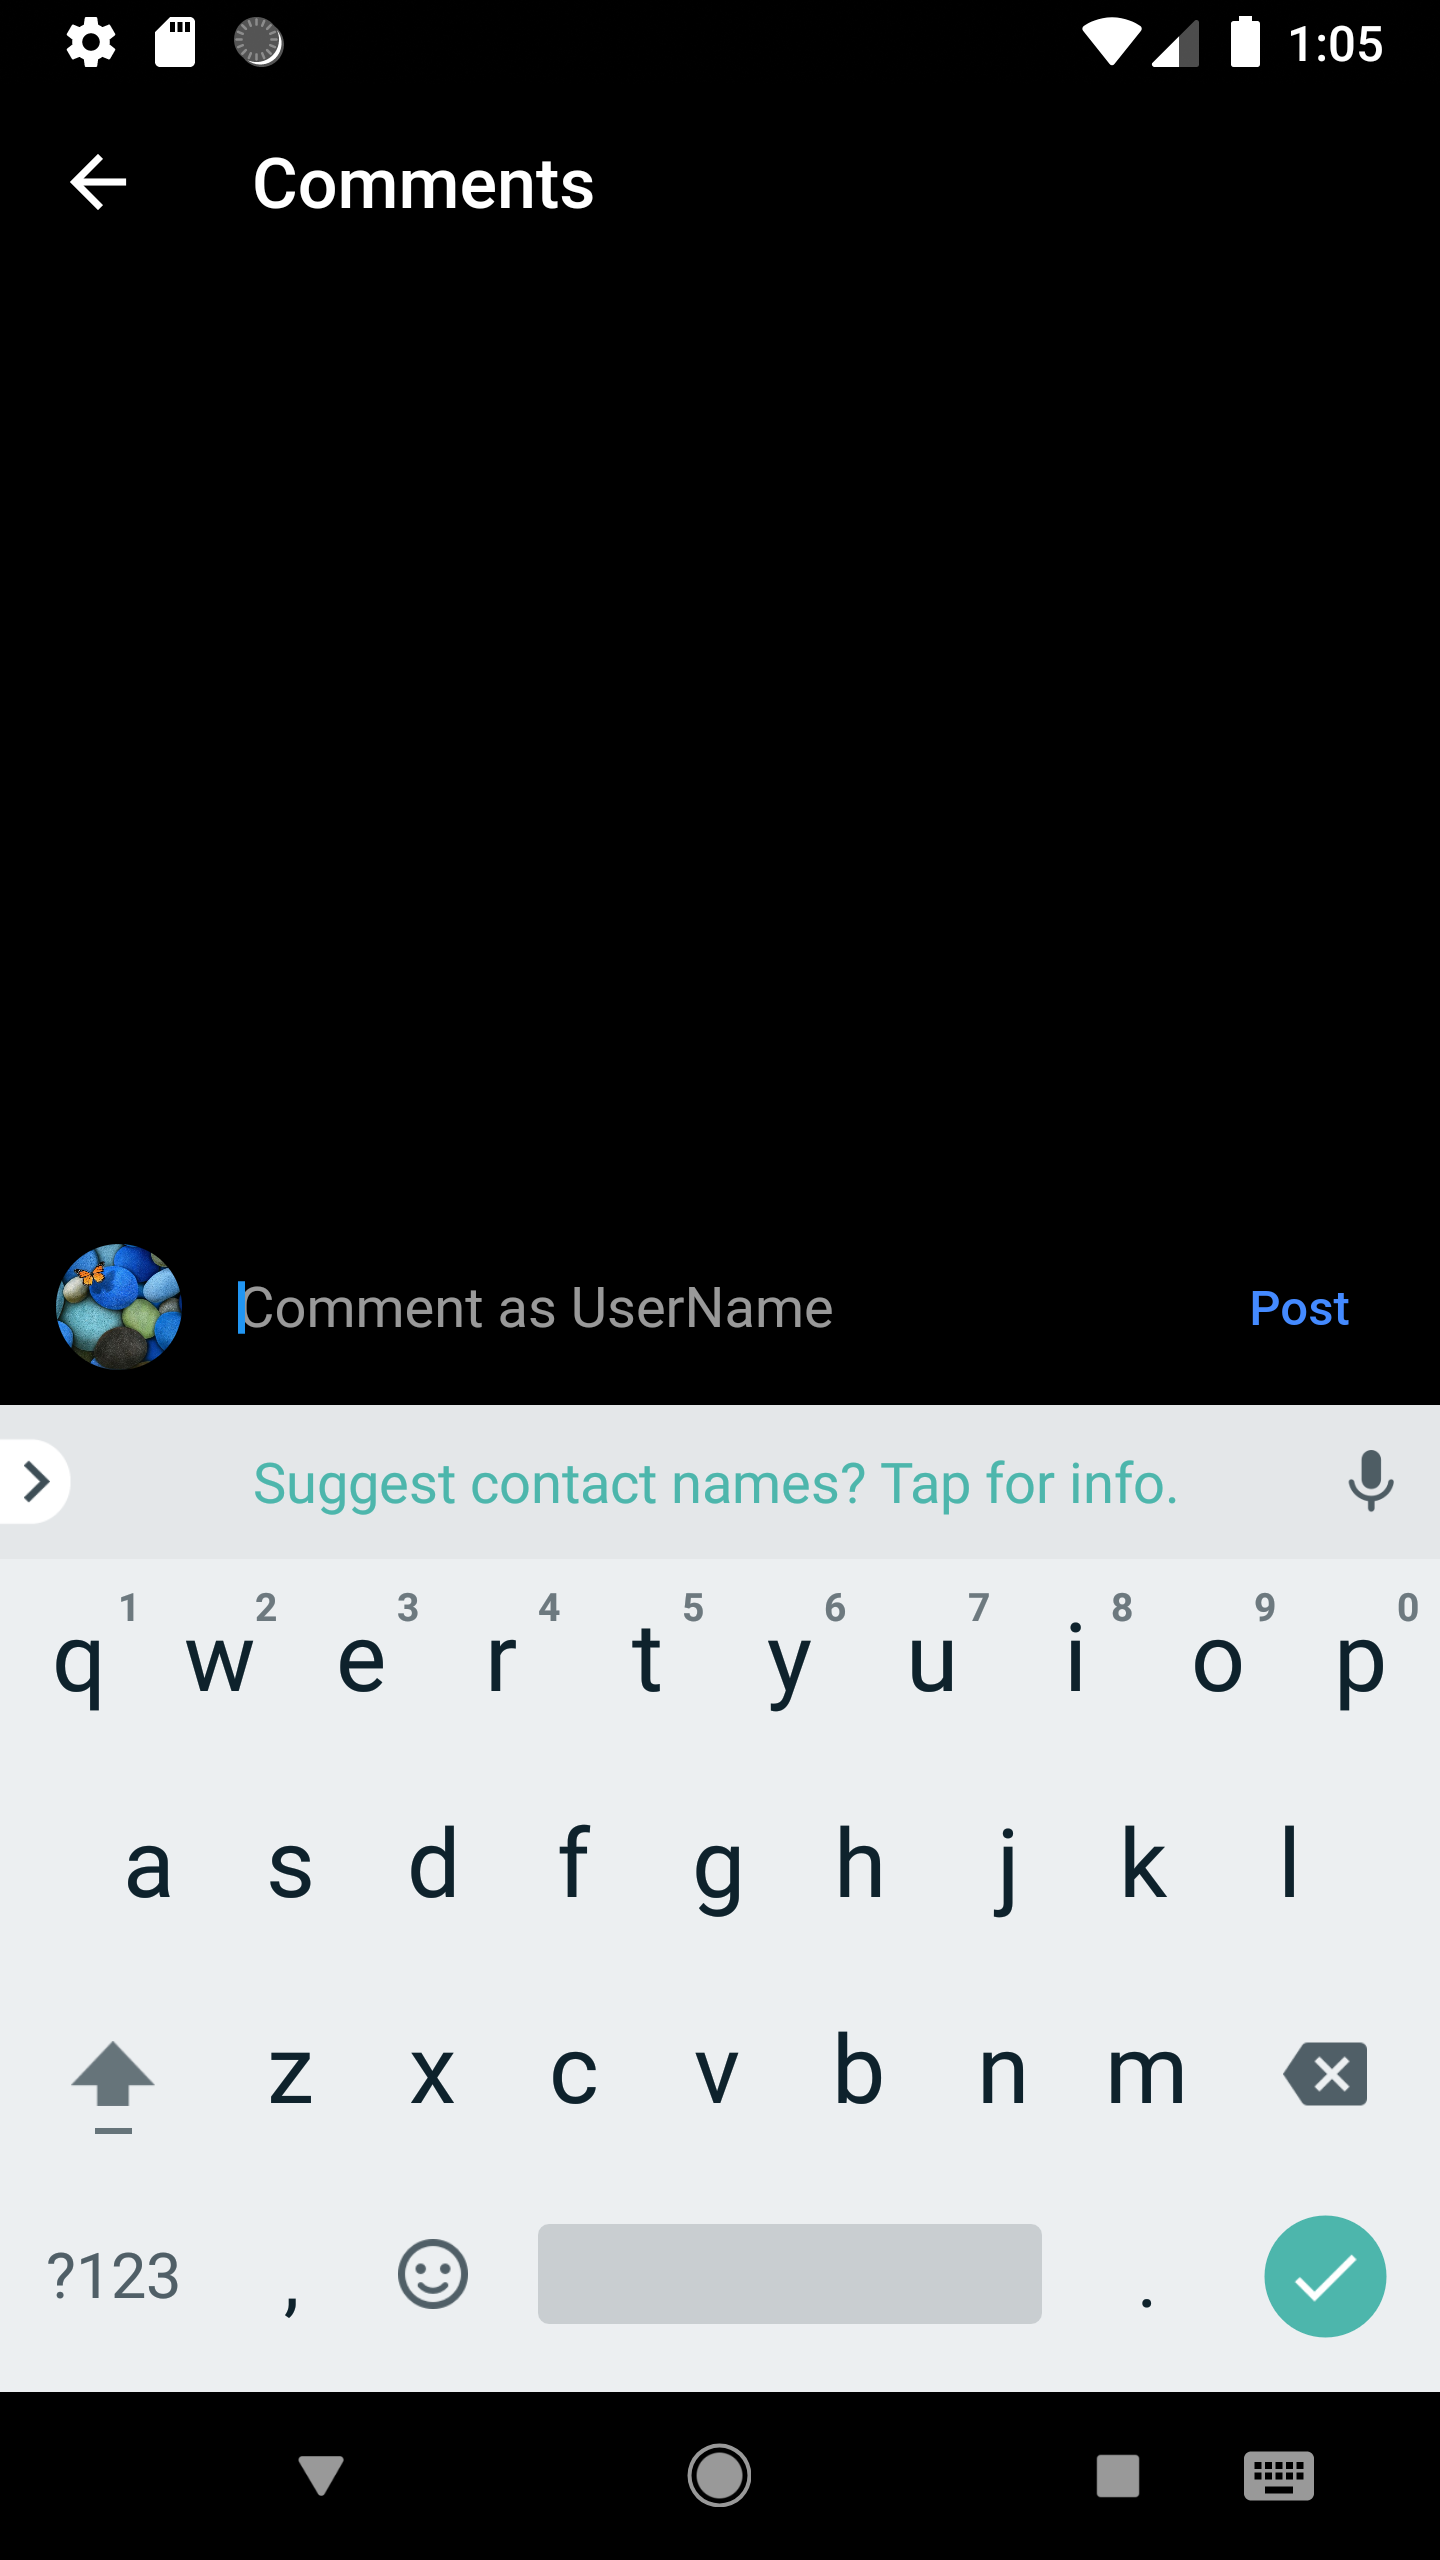 1:05
Comments
Comment as UserName
Post
Suggest contact names? Tap for info.
1 2 3 4 5 6 7 8 9 0
q w e r t y u i o p
a s d f g h j k l
z x c v b n m
?123 , .